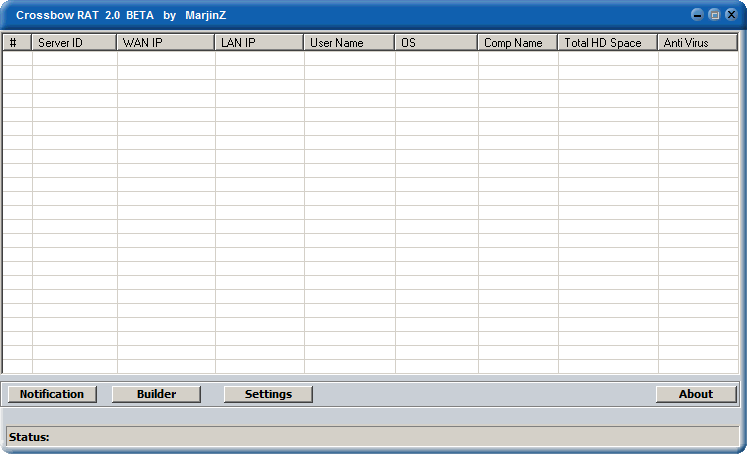 Crossbow RAT 2.0 BETA by MarjinZ
# Server ID WAN IP LAN IP User Name OS Comp Name Total HD Space Anti Virus
Notification Builder Settings About
Status: